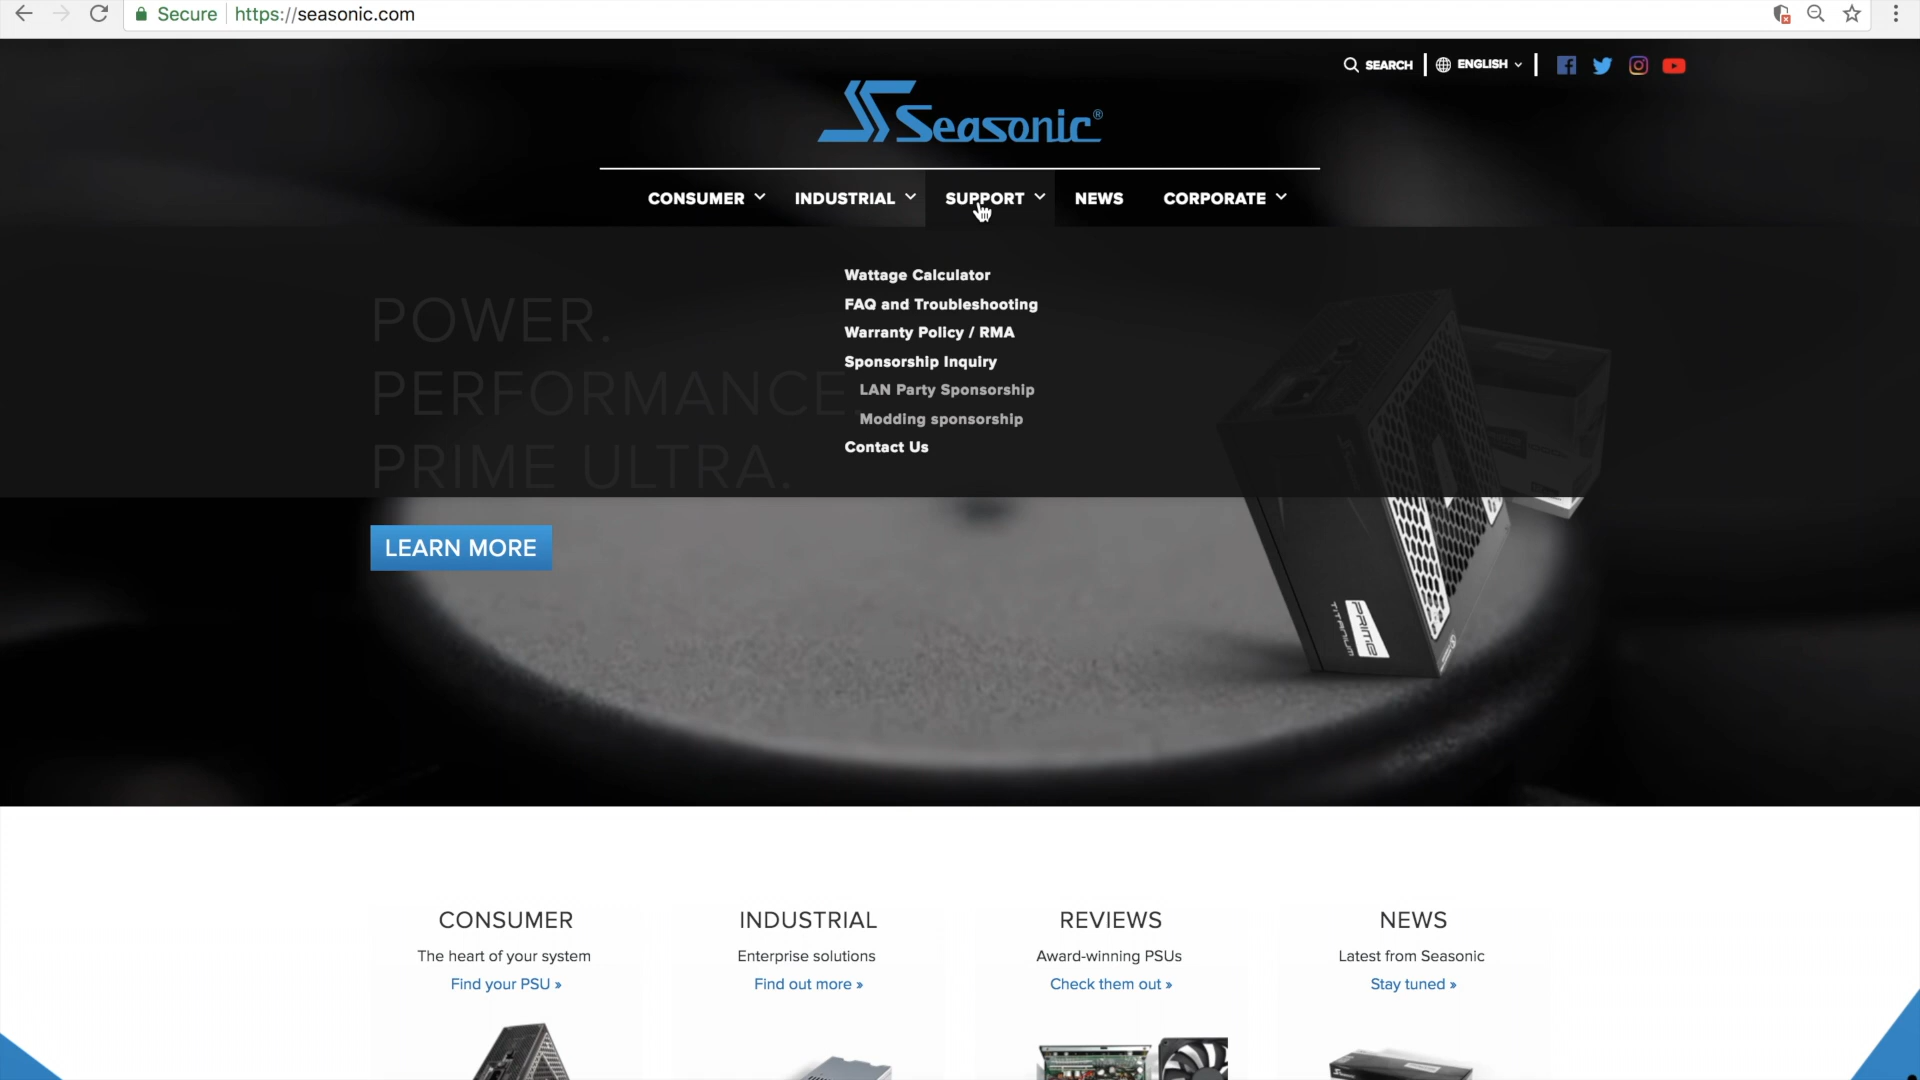 Secure https://seasonic.com
SEARCH ENGLISH
Seasonic®
CONSUMER INDUSTRIAL SUPPORT NEWS CORPORATE
Wattage Calculator
FAQ and Troubleshooting
Warranty Policy / RMA
Sponsorship Inquiry
LAN Party Sponsorship
Modding sponsorship
Contact Us
POWER.
PERFORMANCE.
PRIME ULTRA.
LEARN MORE
PRIME
TITANIUM
CONSUMER
The heart of your system
Find your PSU »
INDUSTRIAL
Enterprise solutions
Find out more »
REVIEWS
Award-winning PSUs
Check them out »
NEWS
Latest from Seasonic
Stay tuned »